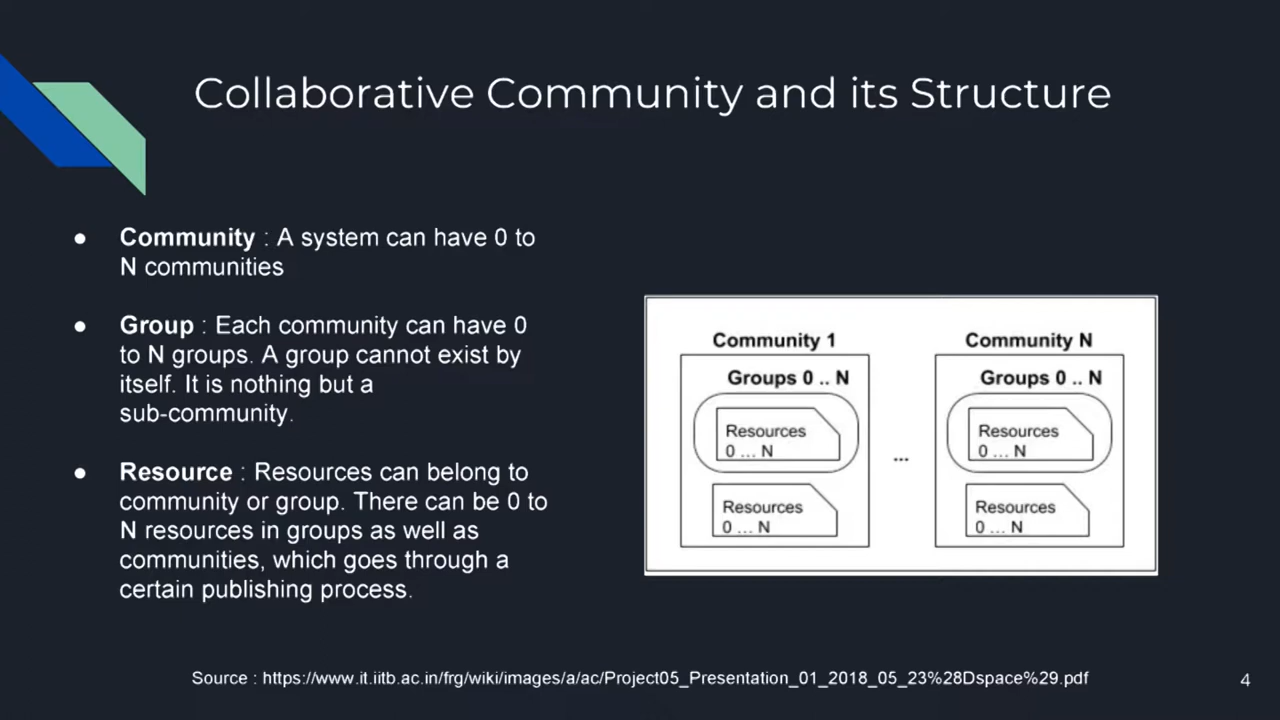 Collaborative Community and its Structure
● Community : A system can have 0 to
N communities
● Group : Each community can have 0
to N groups. A group cannot exist by
itself. It is nothing but a
sub-community.
● Resource : Resources can belong to
community or group. There can be 0 to
N resources in groups as well as
communities, which goes through a
certain publishing process.
Community 1
Groups 0 .. N
Resources
0 ... N
Resources
0 ... N
...
Community N
Groups 0 .. N
Resources
0 ... N
Resources
0 ... N
Source : https://www.it.iitb.ac.in/frg/wiki/images/a/ac/Project05_Presentation_01_2018_05_23%28Dspace%29.pdf
4